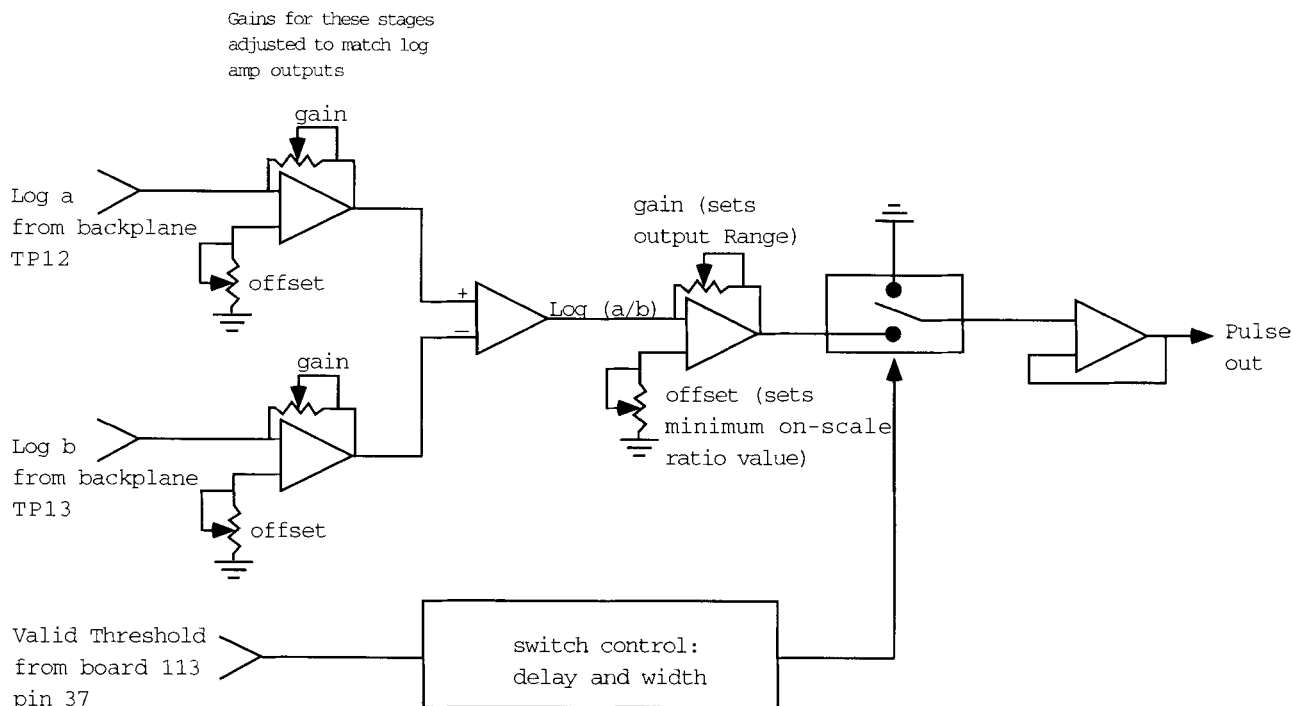 Gains for these stages
adjusted to match log
amp outputs
gain
Log a
from backplane
TP12
offset
gain (sets
output Range)
+
−
Log (a/b)
Pulse
out
gain
offset (sets
minimum on-scale
ratio value)
Log b
from backplane
TP13
offset
Valid Threshold
from board 113
pin 37
switch control:
delay and width